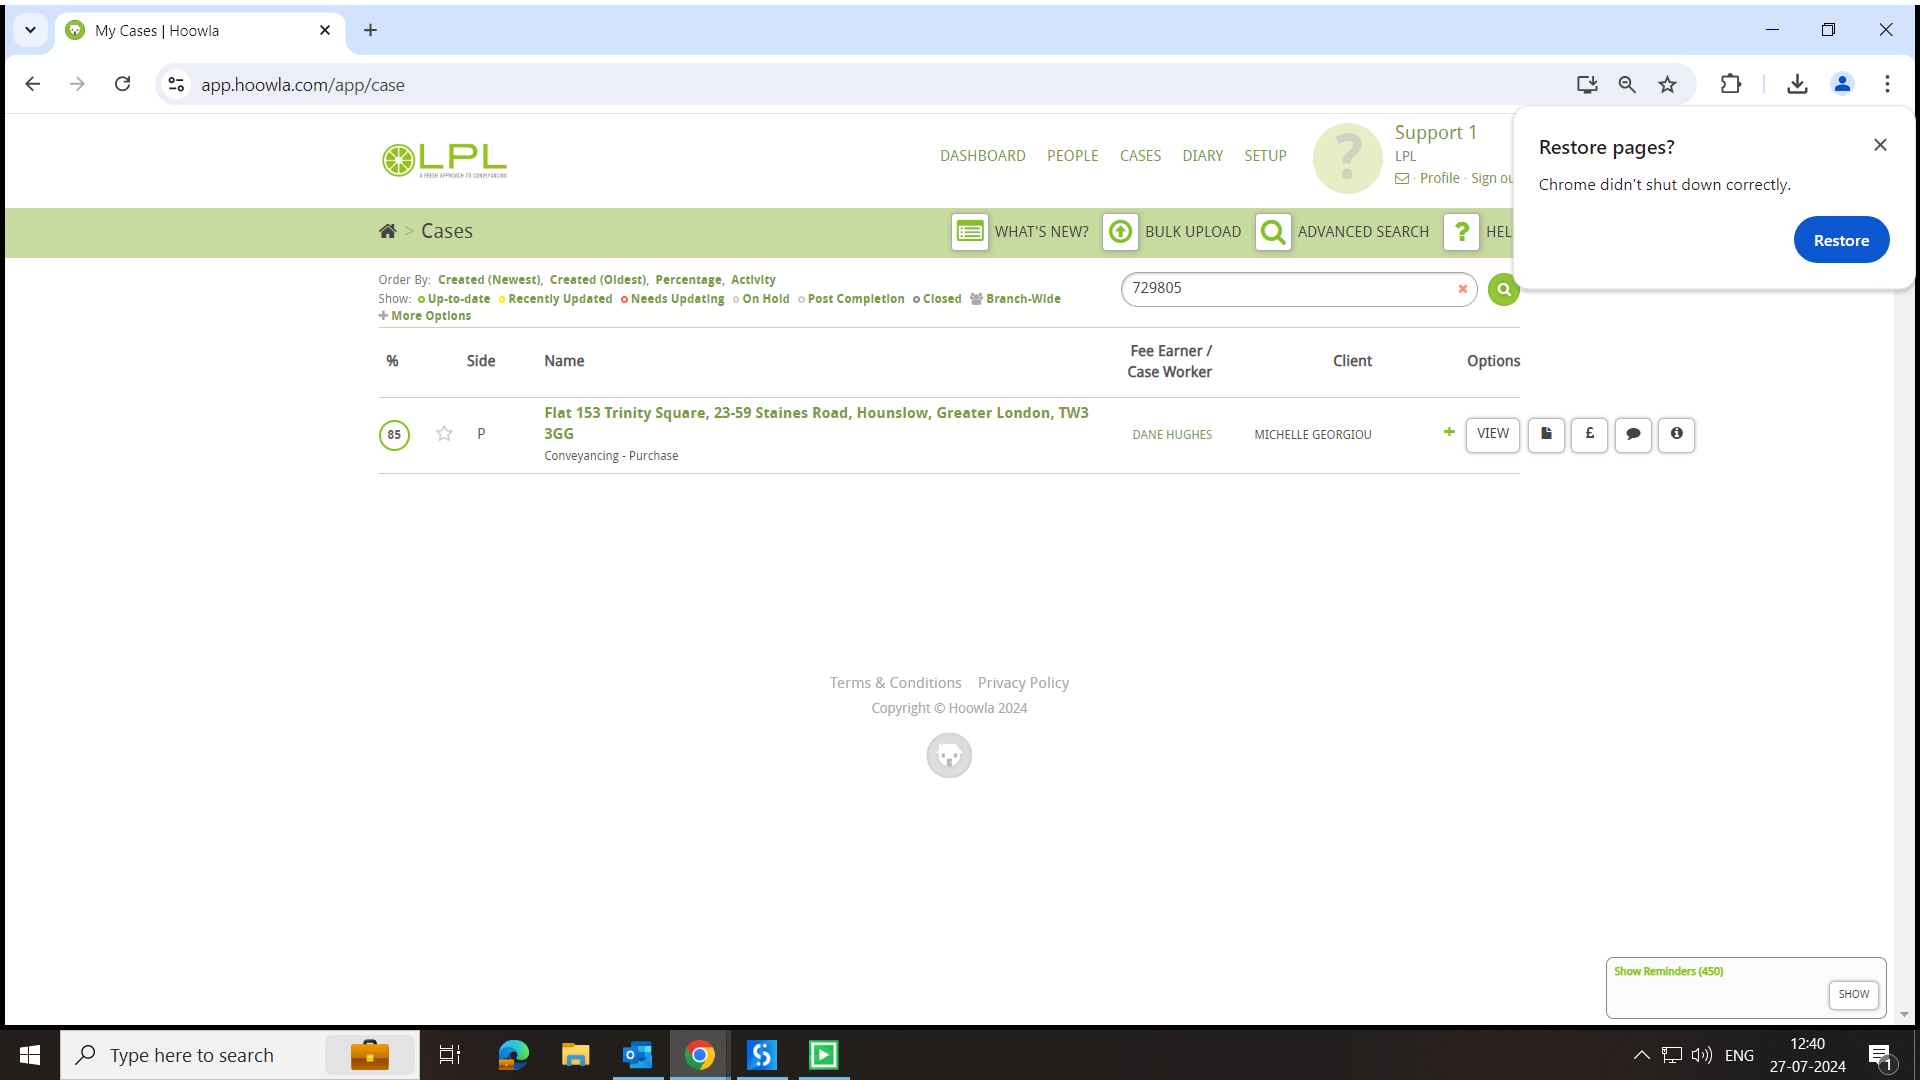 My Cases | Hoowla
app.hoowla.com/app/case
Restore pages?
Chrome didn't shut down correctly.
Restore
LPL
A FRESH APPROACH TO CONVEYANCING
DASHBOARD PEOPLE CASES DIARY SETUP
?
Support 1
LPL
· Profile · Sign ou
> Cases
WHAT'S NEW? BULK UPLOAD ADVANCED SEARCH ? HEL
Order By: Created (Newest), Created (Oldest), Percentage, Activity
Show: Up-to-date Recently Updated Needs Updating On Hold Post Completion Closed Branch-Wide
More Options
729805
% Side Name Fee Earner / Case Worker Client Options
85 P Flat 153 Trinity Square, 23-59 Staines Road, Hounslow, Greater London, TW3
3GG
Conveyancing - Purchase
DANE HUGHES MICHELLE GEORGIOU + VIEW £
Terms & Conditions Privacy Policy
Copyright © Hoowla 2024
Show Reminders (450)
SHOW
Type here to search
ENG
12:40
27-07-2024
1